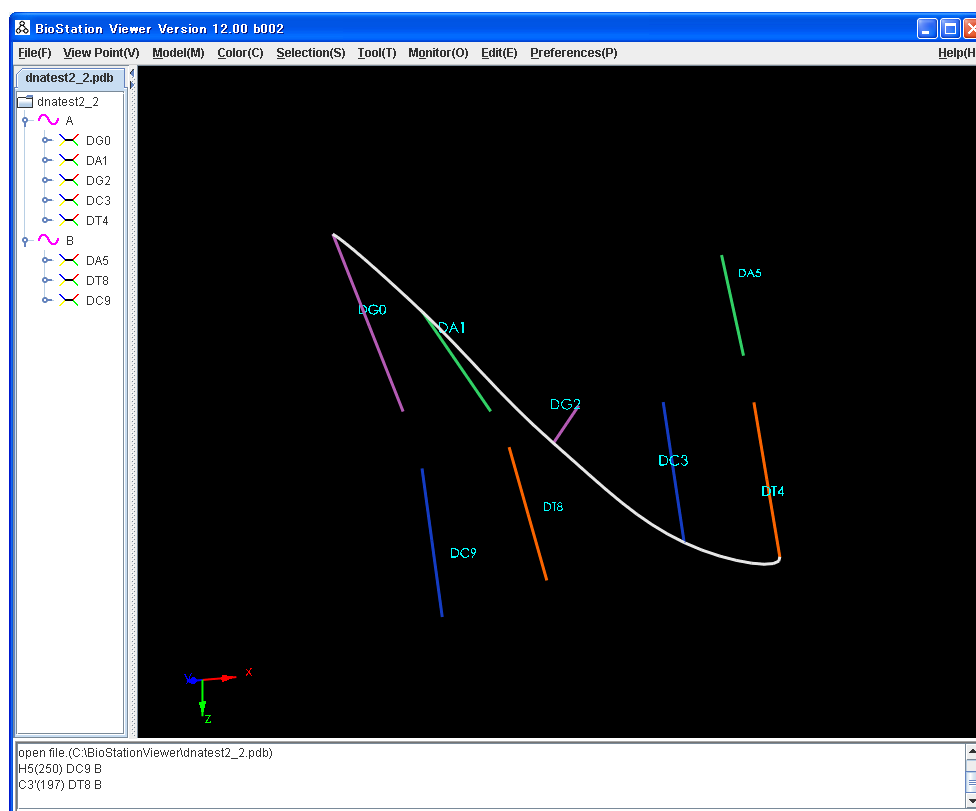 BioStation Viewer Version 12.00 b002
File(F) View Point(V) Model(M) Color(C) Selection(S) Tool(T) Monitor(O) Edit(E) Preferences(P) Help(H
dnatest2_2.pdb
dnatest2_2
A
DG0
DA1
DG2
DC3
DT4
B
DA5
DT8
DC9
DA5
DG0
DA1
DG2
DC3
DT4
DT8
DC9
X
Y
Z
open file.(C:\BioStationViewer\dnatest2_2.pdb)
H5(250) DC9 B
C3'(197) DT8 B